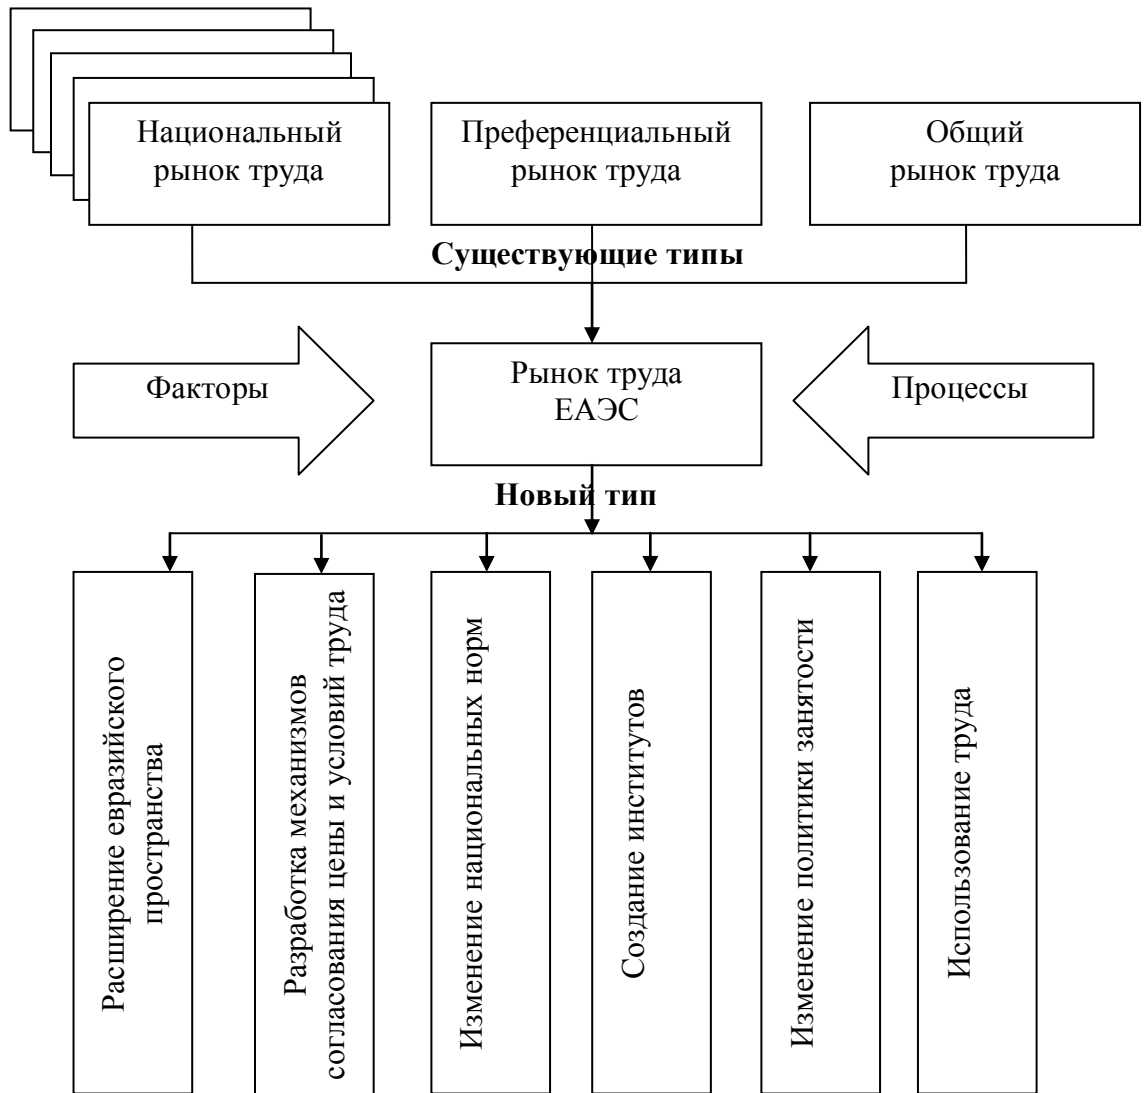 Национальный
рынок труда
Преференциальный
рынок труда
Общий
рынок труда
Существующие типы
Факторы
Рынок труда
ЕАЭС
Процессы
Новый тип
Расширение евразийского
пространства
Разработка механизмов
согласования цены и условий труда
Изменение национальных норм
Создание институтов
Изменение политики занятости
Использование труда